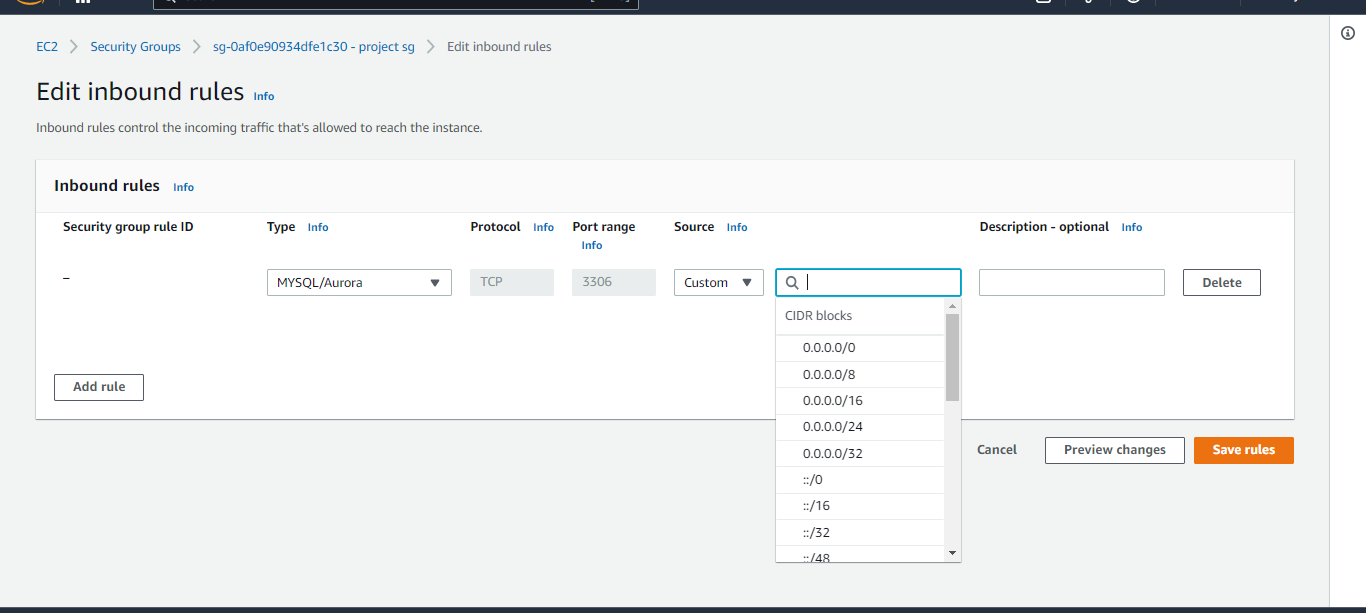 EC2 > Security Groups > sg-0af0e90934dfe1c30 - project sg > Edit inbound rules
Edit inbound rules Info
Inbound rules control the incoming traffic that's allowed to reach the instance.
Inbound rules Info
Security group rule ID Type Info Protocol Info Port range Info Source Info Description - optional Info
– MYSQL/Aurora TCP 3306 Custom Delete
CIDR blocks
0.0.0.0/0
0.0.0.0/8
0.0.0.0/16
0.0.0.0/24
0.0.0.0/32
::/0
::/16
::/32
::/48
Add rule
Cancel Preview changes Save rules